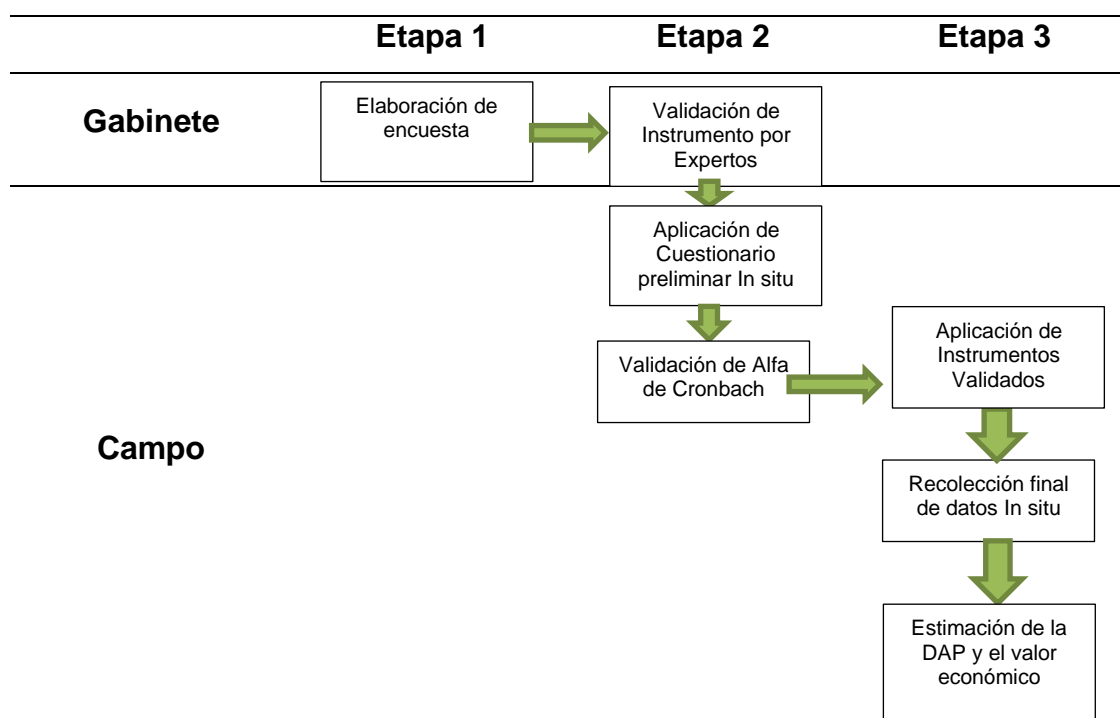 Etapa 1 Etapa 2 Etapa 3
Gabinete
Elaboración de
encuesta
Validación de
Instrumento por
Expertos
Aplicación de
Cuestionario
preliminar In situ
Validación de Alfa
de Cronbach
Aplicación de
Instrumentos
Validados
Campo
Recolección final
de datos In situ
Estimación de la
DAP y el valor
económico